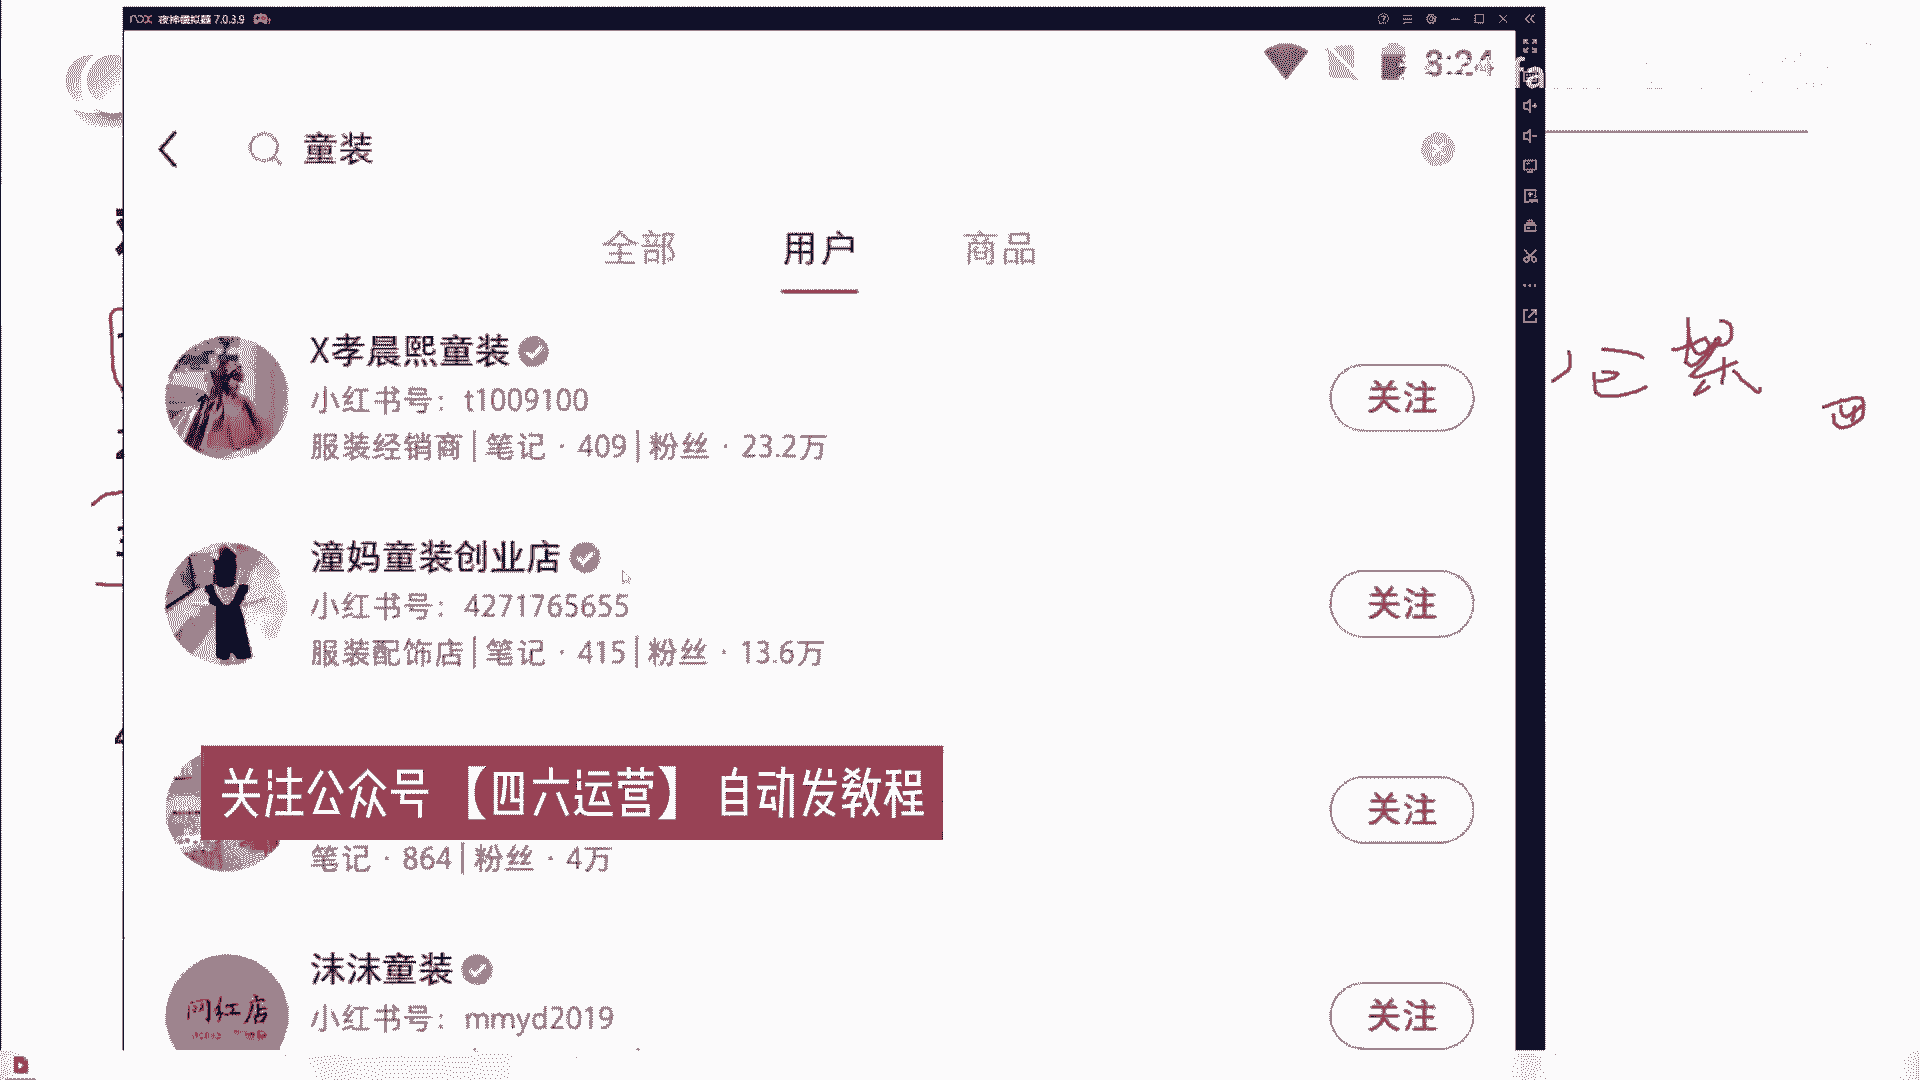 nox 夜神模拟器 7.0.3.9
8:24
fa
童装
全部 用户 商品
X孝晨熙童装
小红书号：t1009100
服装经销商 | 笔记 · 409 | 粉丝 · 23.2万
关注
潼妈童装创业店
小红书号：4271765655
服装配饰店 | 笔记 · 415 | 粉丝 · 13.6万
关注
关注公众号 【四六运营】 自动发教程
笔记 · 864 | 粉丝 · 4万
关注
沫沫童装
小红书号：mmyd2019
关注
网红店
四